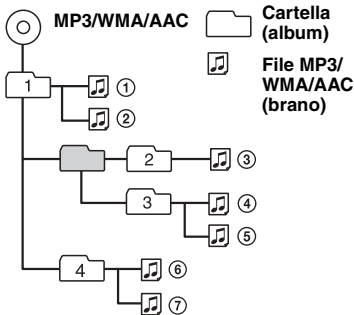 MP3/WMA/AAC
Cartella
(album)
File MP3/
WMA/AAC
(brano)
1
①
②
2
③
3
④
⑤
4
⑥
⑦